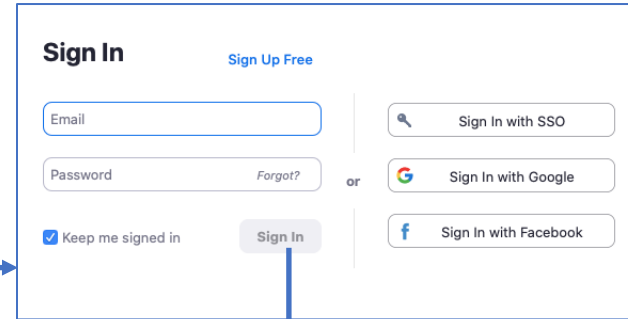 Sign In
Sign Up Free
Email
Password
Forgot?
Keep me signed in
Sign In
or
Sign In with SSO
Sign In with Google
Sign In with Facebook